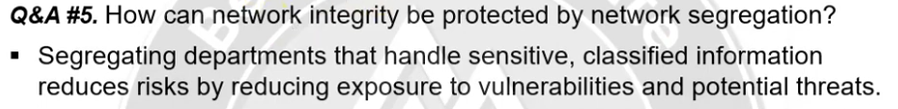 Q&A #5. How can network integrity be protected by network segregation?
▪ Segregating departments that handle sensitive, classified information
reduces risks by reducing exposure to vulnerabilities and potential threats.